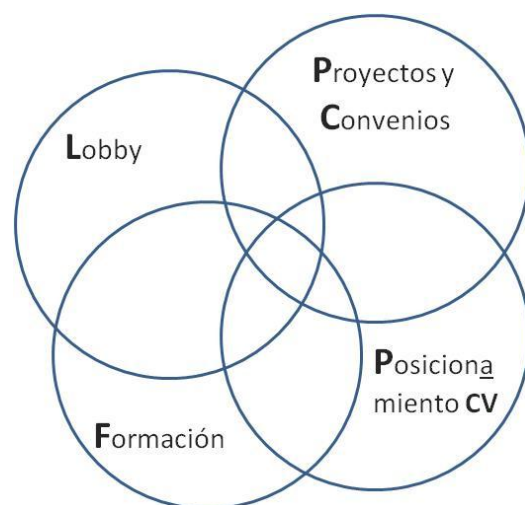 Proyectos y
Convenios
Lobby
Posiciona
miento CV
Formación